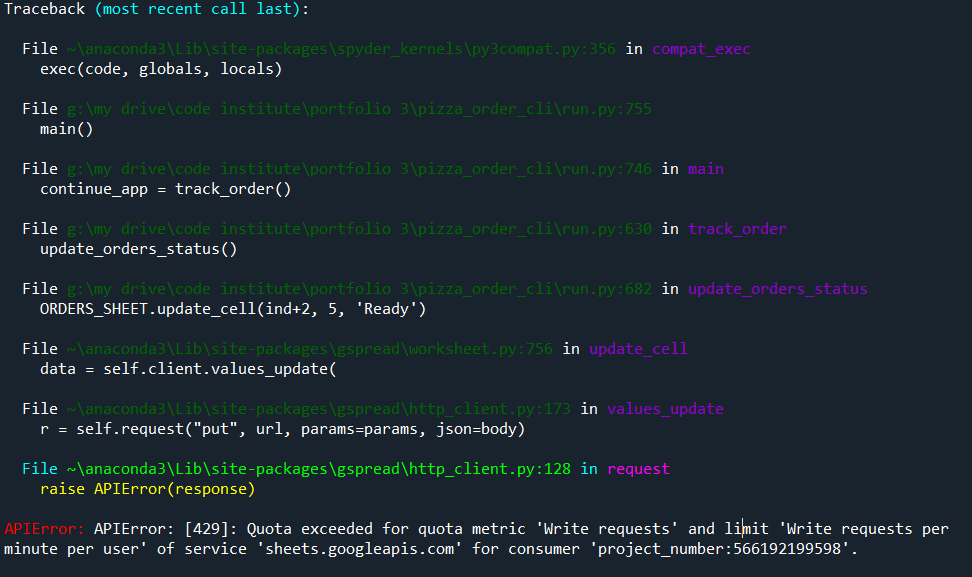 Traceback (most recent call last):
File ~\anaconda3\Lib\site-packages\spyder_kernels\py3compat.py:356 in compat_exec
exec(code, globals, locals)
File g:\my drive\code institute\portfolio 3\pizza_order_cli\run.py:755
main()
File g:\my drive\code institute\portfolio 3\pizza_order_cli\run.py:746 in main
continue_app = track_order()
File g:\my drive\code institute\portfolio 3\pizza_order_cli\run.py:630 in track_order
update_orders_status()
File g:\my drive\code institute\portfolio 3\pizza_order_cli\run.py:682 in update_orders_status
ORDERS_SHEET.update_cell(ind+2, 5, 'Ready')
File ~\anaconda3\Lib\site-packages\gspread\worksheet.py:756 in update_cell
data = self.client.values_update(
File ~\anaconda3\Lib\site-packages\gspread\http_client.py:173 in values_update
r = self.request("put", url, params=params, json=body)
File ~\anaconda3\Lib\site-packages\gspread\http_client.py:128 in request
raise APIError(response)
APIError: APIError: [429]: Quota exceeded for quota metric 'Write requests' and limit 'Write requests per
minute per user' of service 'sheets.googleapis.com' for consumer 'project_number:566192199598'.